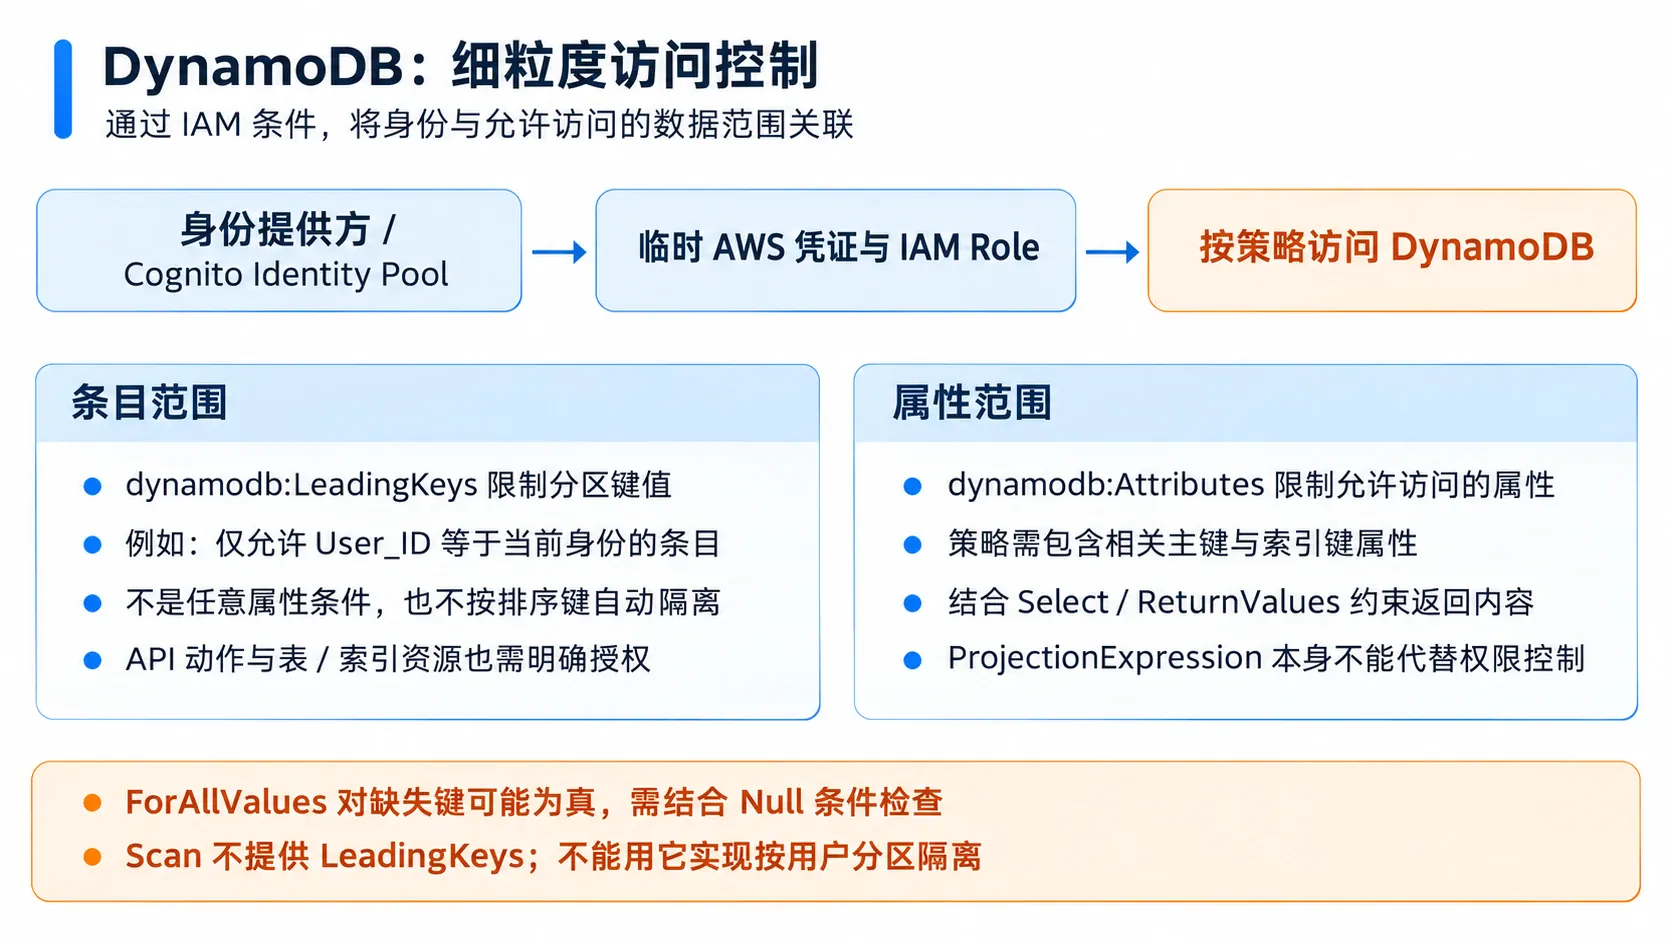 DynamoDB：细粒度访问控制
通过 IAM 条件，将身份与允许访问的数据范围关联
身份提供方 /
Cognito Identity Pool
临时 AWS 凭证与 IAM Role
按策略访问 DynamoDB
条目范围
dynamodb:LeadingKeys 限制分区键值
例如：仅允许 User_ID 等于当前身份的条目
不是任意属性条件，也不按排序键自动隔离
API 动作与表 / 索引资源也需明确授权
属性范围
dynamodb:Attributes 限制允许访问的属性
策略需包含相关主键与索引键属性
结合 Select / ReturnValues 约束返回内容
ProjectionExpression 本身不能代替权限控制
ForAllValues 对缺失键可能为真，需结合 Null 条件检查
Scan 不提供 LeadingKeys；不能用它实现按用户分区隔离